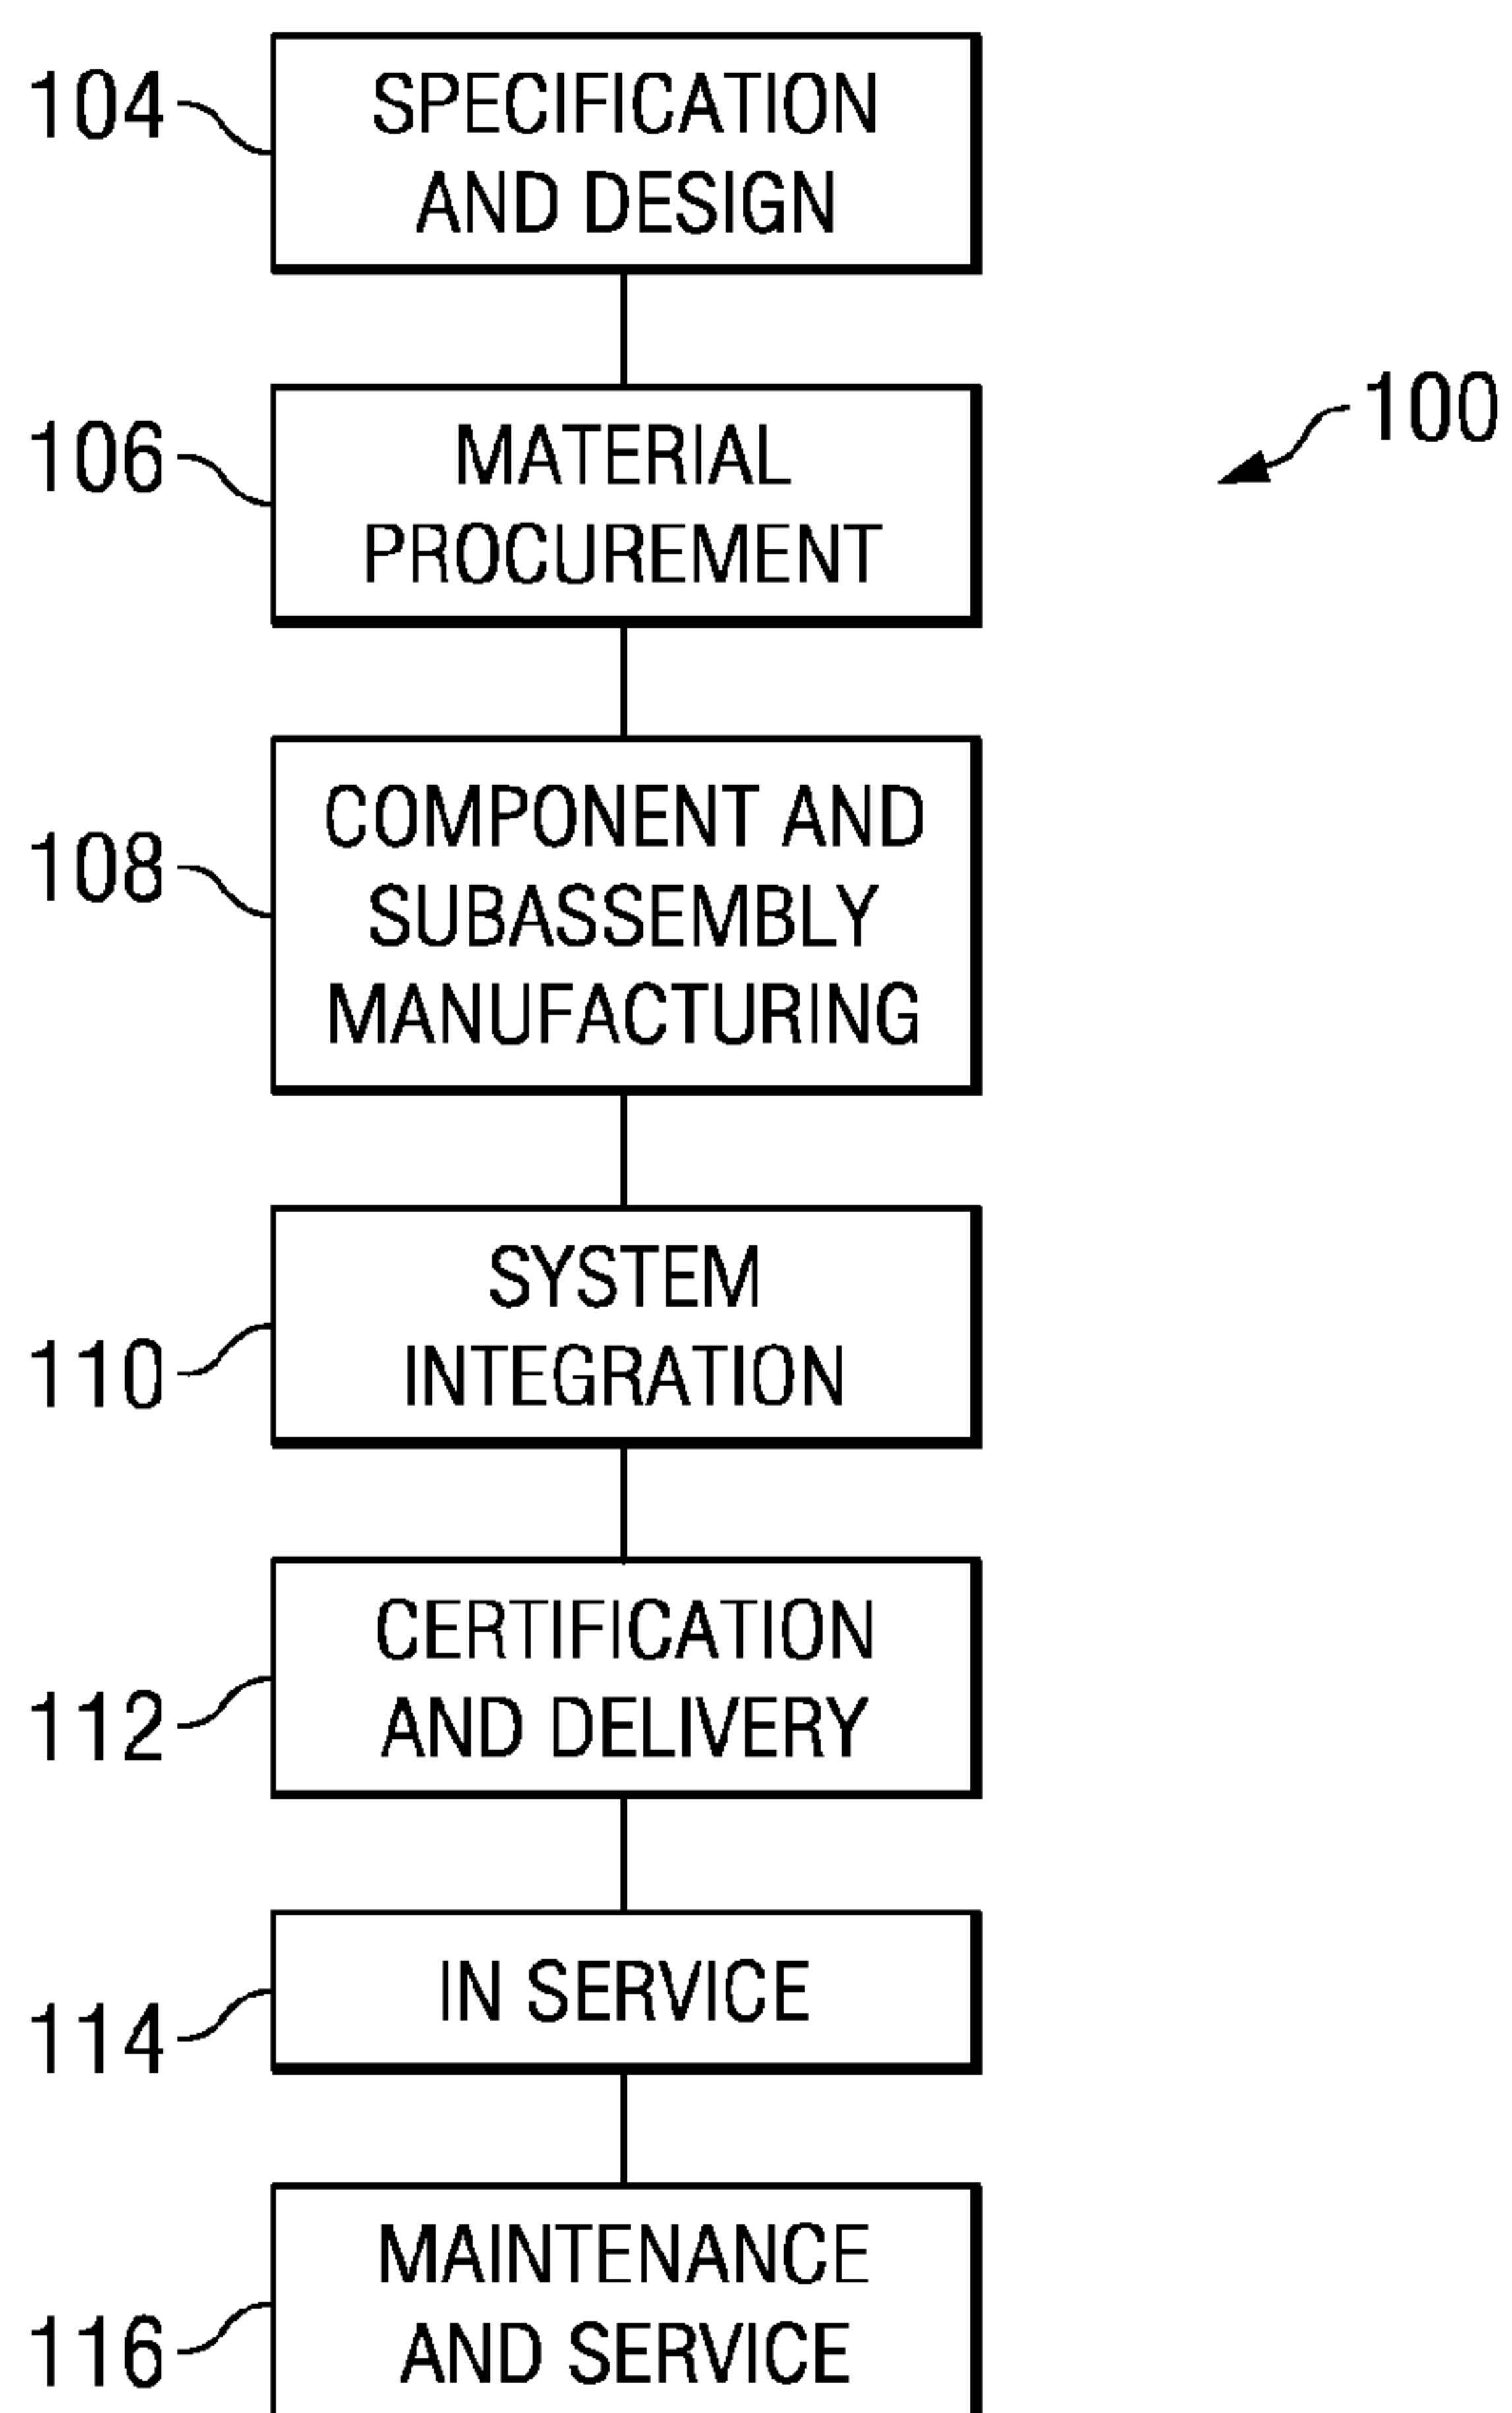 104
SPECIFICATION
AND DESIGN
100
106
MATERIAL
PROCUREMENT
108
COMPONENT AND
SUBASSEMBLY
MANUFACTURING
110
SYSTEM
INTEGRATION
112
CERTIFICATION
AND DELIVERY
114
IN SERVICE
116
MAINTENANCE
AND SERVICE